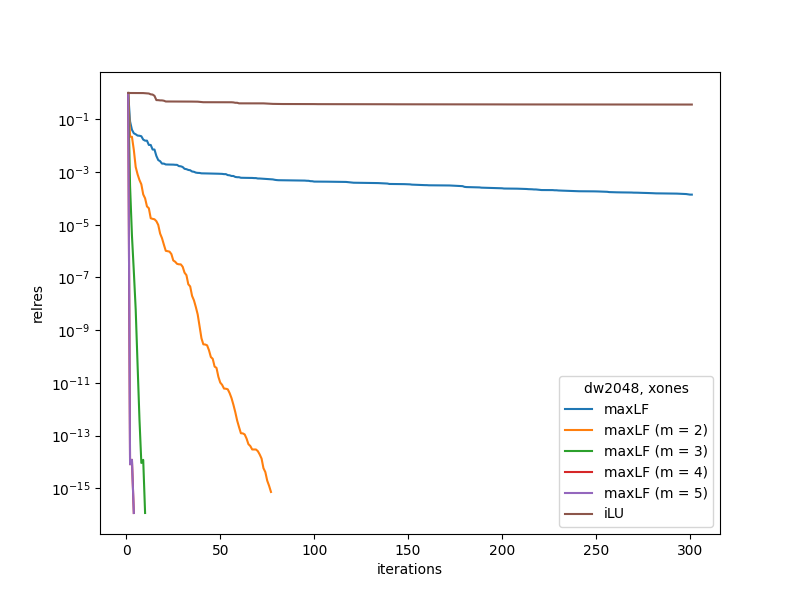 10⁻¹
10⁻³
10⁻⁵
10⁻⁷
10⁻⁹
10⁻¹¹
10⁻¹³
10⁻¹⁵
relres
0 50 100 150 200 250 300
iterations
dw2048, xones
maxLF
maxLF (m = 2)
maxLF (m = 3)
maxLF (m = 4)
maxLF (m = 5)
iLU